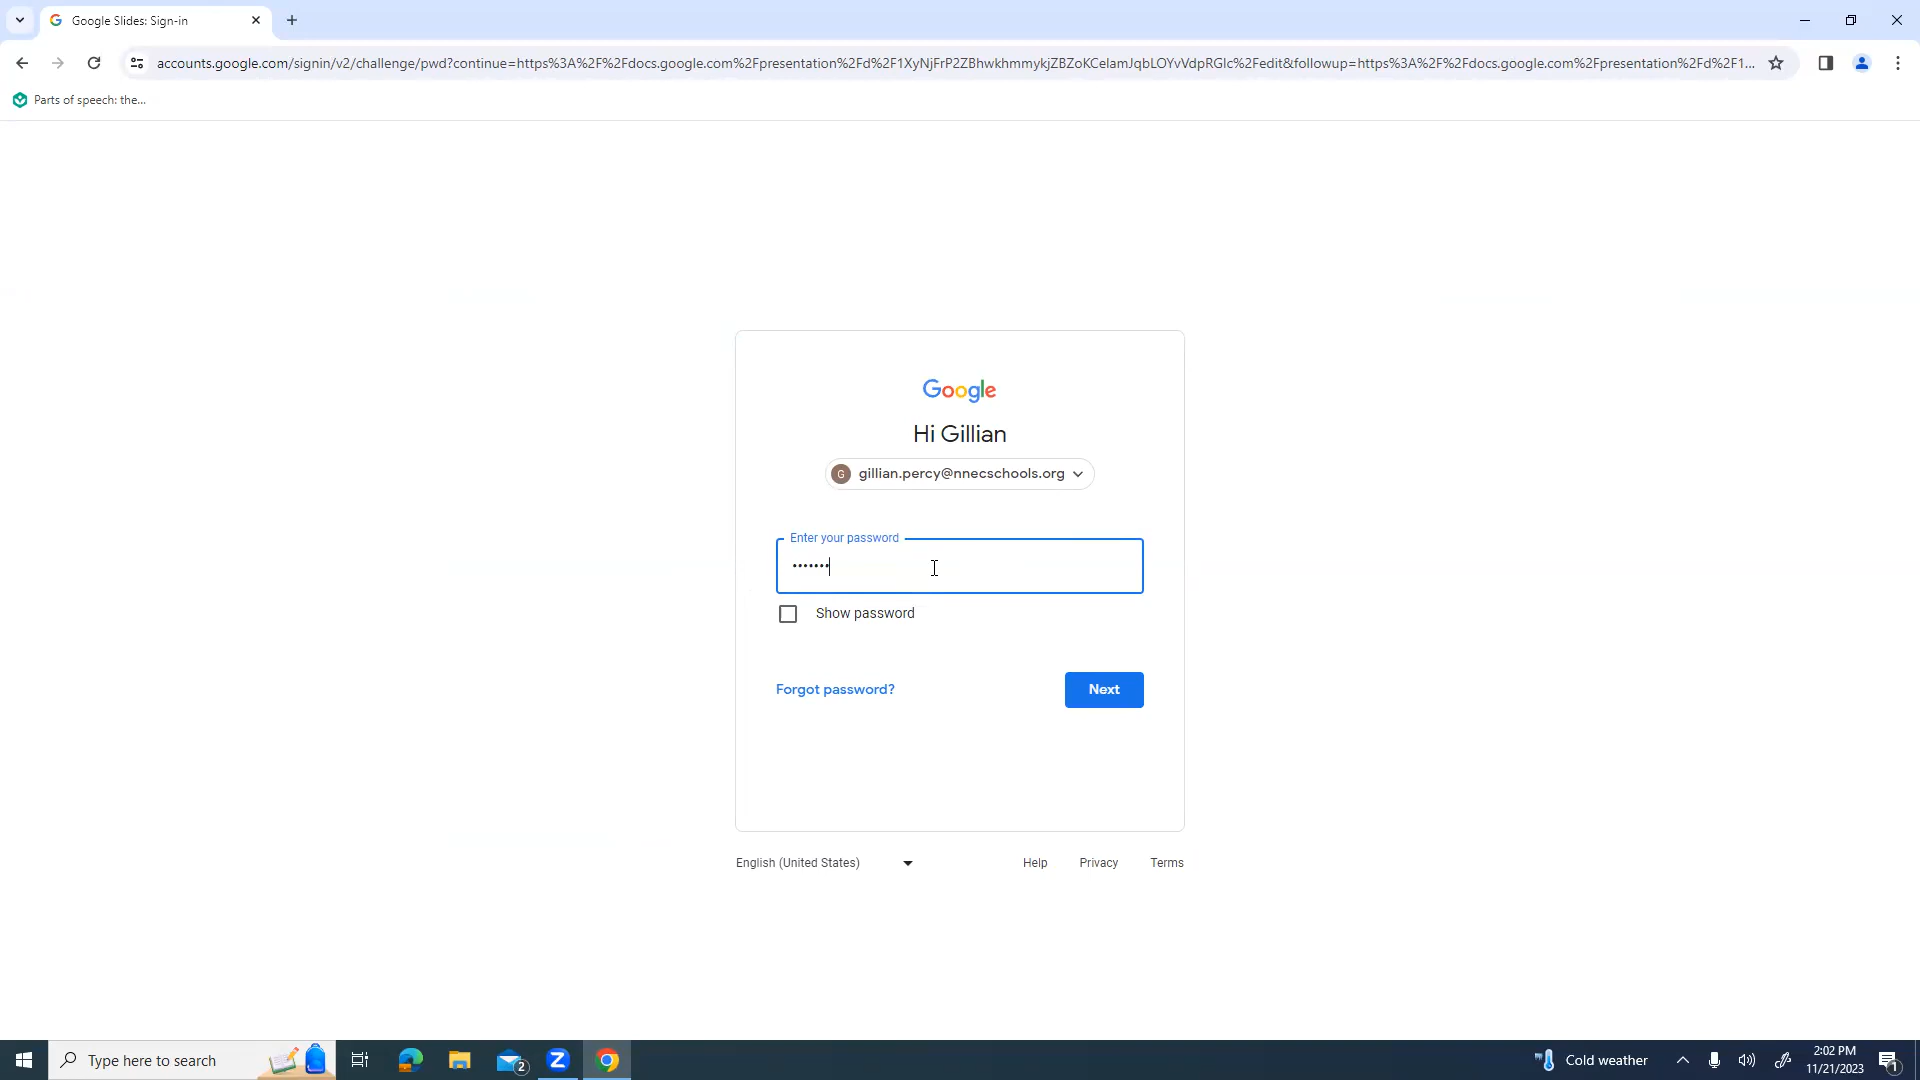 Google Slides: Sign-in
accounts.google.com/signin/v2/challenge/pwd?continue=https%3A%2F%2Fdocs.google.com%2Fpresentation%2Fd%2F1XyNjFrP2ZBhwkhmmykjZBZoKCelamJqbLOYvVdpRGlc%2Fedit&followup=https%3A%2F%2Fdocs.google.com%2Fpresentation%2Fd%2F1...
Parts of speech: the...
Google
Hi Gillian
G gillian.percy@nnecschools.org
Enter your password
•••••••
Show password
Forgot password? Next
English (United States) Help Privacy Terms
Type here to search 2 Z Cold weather 2:02 PM 1
11/21/2023